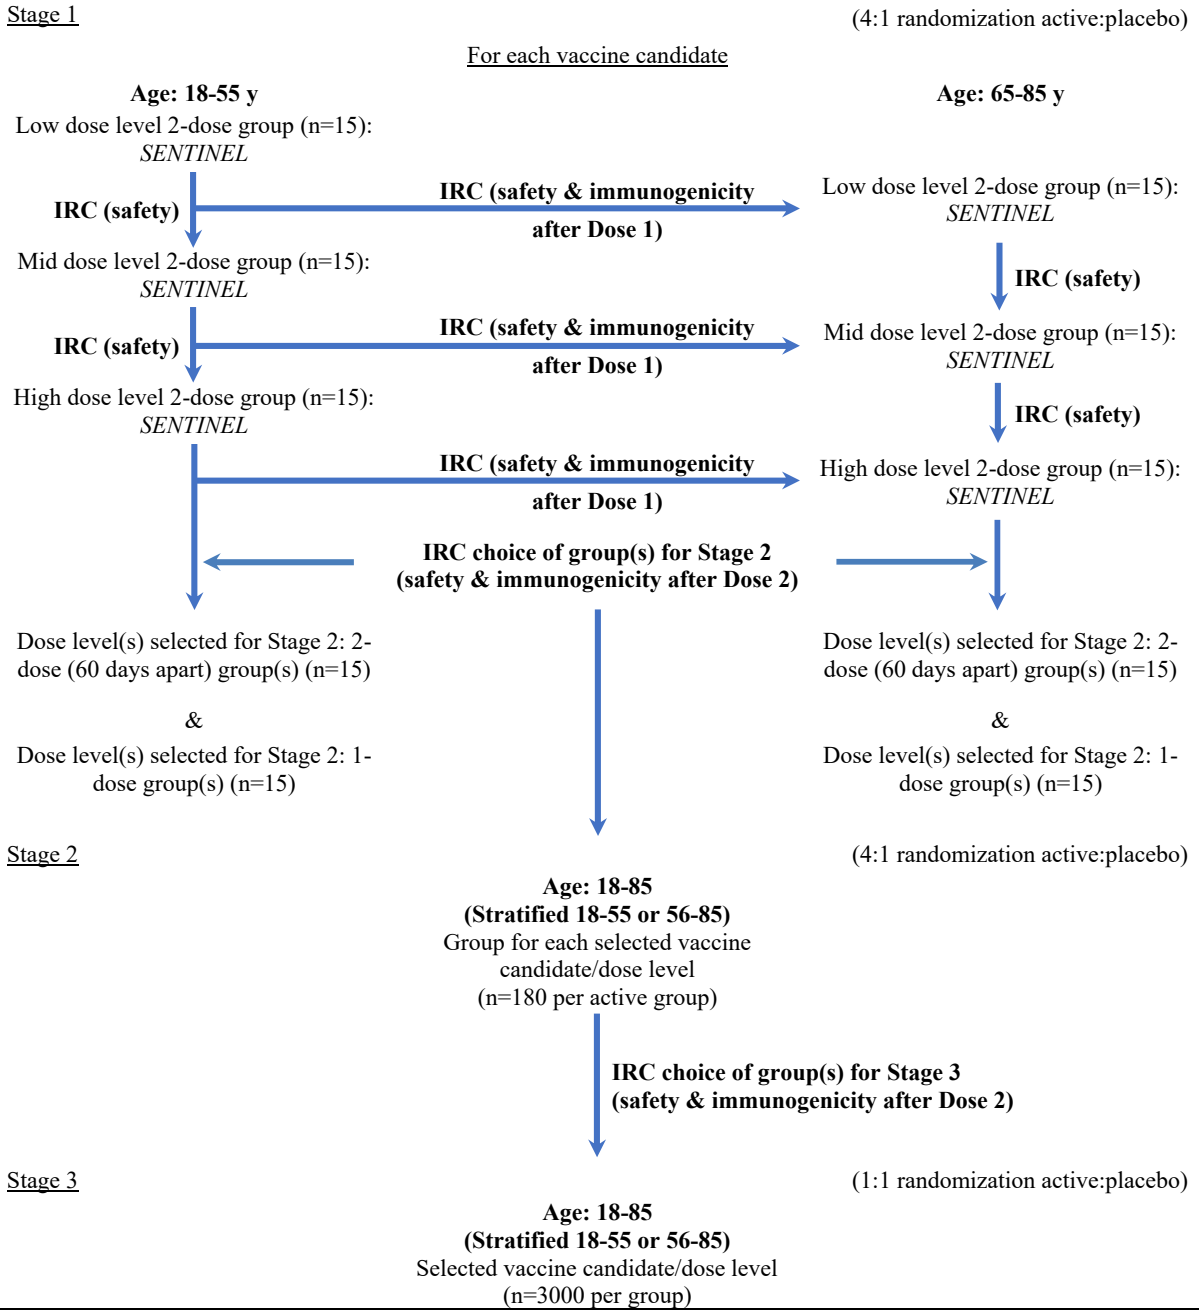 Stage 1
(4:1 randomization active:placebo)
For each vaccine candidate
Age: 18-55 y
Age: 65-85 y
Low dose level 2-dose group (n=15):
SENTINEL
IRC (safety)
IRC (safety & immunogenicity
after Dose 1)
Low dose level 2-dose group (n=15):
SENTINEL
Mid dose level 2-dose group (n=15):
SENTINEL
IRC (safety)
IRC (safety)
IRC (safety & immunogenicity
after Dose 1)
Mid dose level 2-dose group (n=15):
SENTINEL
High dose level 2-dose group (n=15):
SENTINEL
IRC (safety)
IRC (safety & immunogenicity
after Dose 1)
High dose level 2-dose group (n=15):
SENTINEL
IRC choice of group(s) for Stage 2
(safety & immunogenicity after Dose 2)
Dose level(s) selected for Stage 2: 2-
dose (60 days apart) group(s) (n=15)
&
Dose level(s) selected for Stage 2: 1-
dose group(s) (n=15)
Dose level(s) selected for Stage 2: 2-
dose (60 days apart) group(s) (n=15)
&
Dose level(s) selected for Stage 2: 1-
dose group(s) (n=15)
Stage 2
(4:1 randomization active:placebo)
Age: 18-85
(Stratified 18-55 or 56-85)
Group for each selected vaccine
candidate/dose level
(n=180 per active group)
IRC choice of group(s) for Stage 3
(safety & immunogenicity after Dose 2)
Stage 3
(1:1 randomization active:placebo)
Age: 18-85
(Stratified 18-55 or 56-85)
Selected vaccine candidate/dose level
(n=3000 per group)